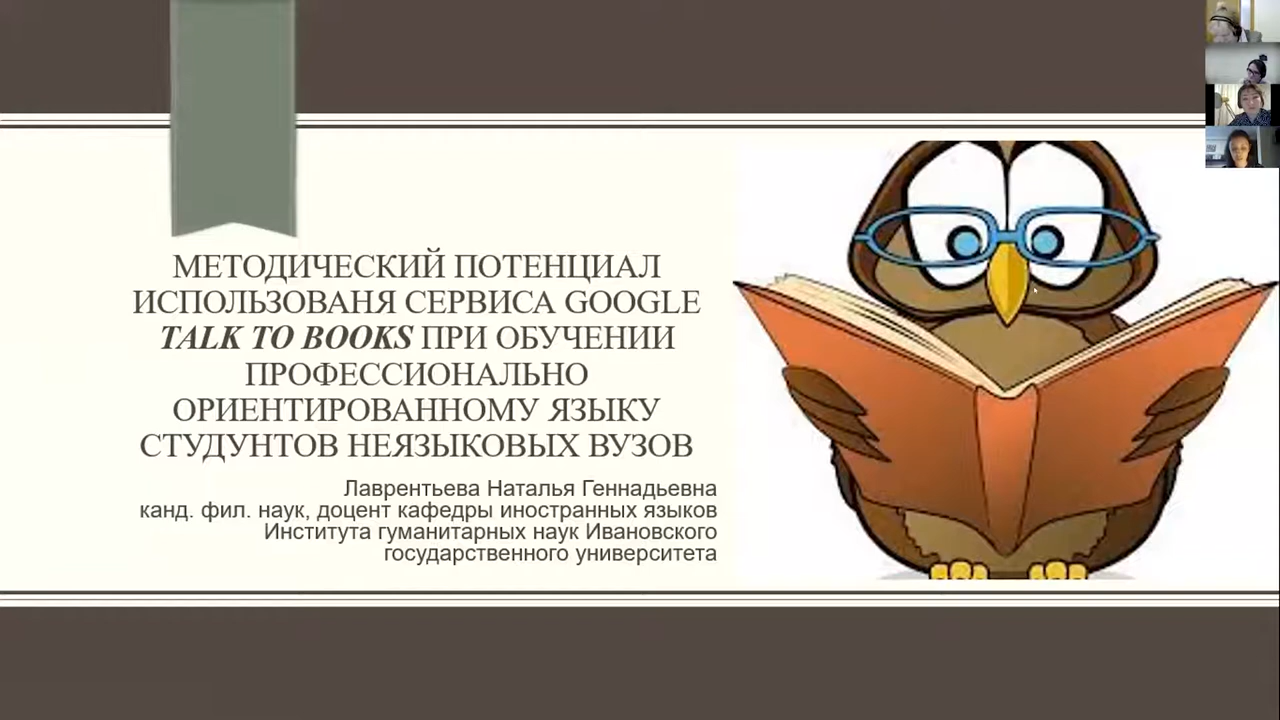 МЕТОДИЧЕСКИЙ ПОТЕНЦИАЛ
ИСПОЛЬЗОВАНЯ СЕРВИСА GOOGLE
TALK TO BOOKS ПРИ ОБУЧЕНИИ
ПРОФЕССИОНАЛЬНО
ОРИЕНТИРОВАННОМУ ЯЗЫКУ
СТУДУНТОВ НЕЯЗЫКОВЫХ ВУЗОВ
Лаврентьева Наталья Геннадьевна
канд. фил. наук, доцент кафедры иностранных языков
Института гуманитарных наук Ивановского
государственного университета